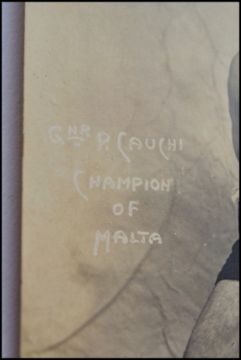 GNR P. CAUCHI
CHAMPION
OF
MALTA